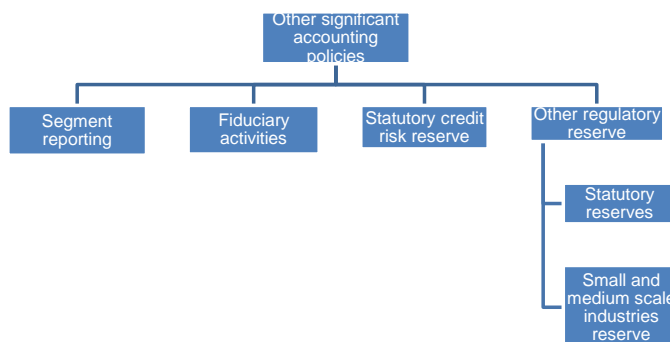 Other significant
accounting
policies
Segment
reporting
Fiduciary
activities
Statutory credit
risk reserve
Other regulatory
reserve
Statutory
reserves
Small and
medium scale
industries
reserve